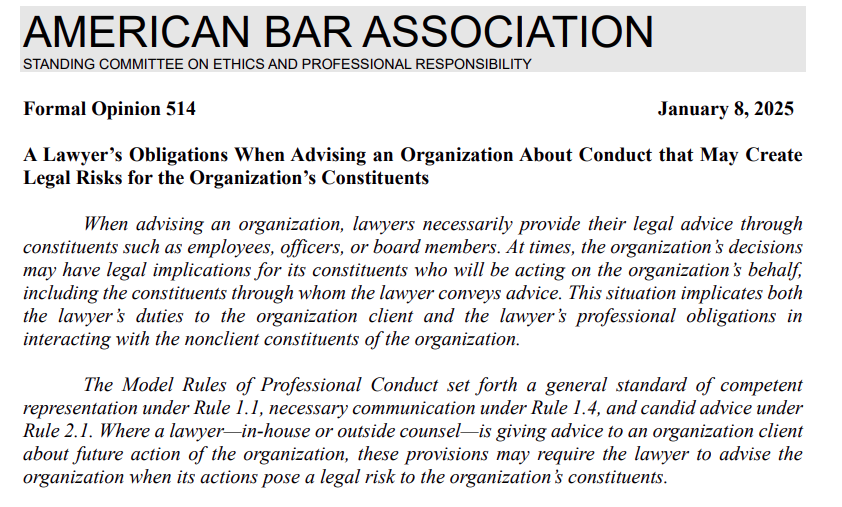 AMERICAN BAR ASSOCIATION
STANDING COMMITTEE ON ETHICS AND PROFESSIONAL RESPONSIBILITY
Formal Opinion 514 January 8, 2025
A Lawyer’s Obligations When Advising an Organization About Conduct that May Create
Legal Risks for the Organization’s Constituents
When advising an organization, lawyers necessarily provide their legal advice through
constituents such as employees, officers, or board members. At times, the organization’s decisions
may have legal implications for its constituents who will be acting on the organization’s behalf,
including the constituents through whom the lawyer conveys advice. This situation implicates both
the lawyer’s duties to the organization client and the lawyer’s professional obligations in
interacting with the nonclient constituents of the organization.
The Model Rules of Professional Conduct set forth a general standard of competent
representation under Rule 1.1, necessary communication under Rule 1.4, and candid advice under
Rule 2.1. Where a lawyer—in-house or outside counsel—is giving advice to an organization client
about future action of the organization, these provisions may require the lawyer to advise the
organization when its actions pose a legal risk to the organization’s constituents.